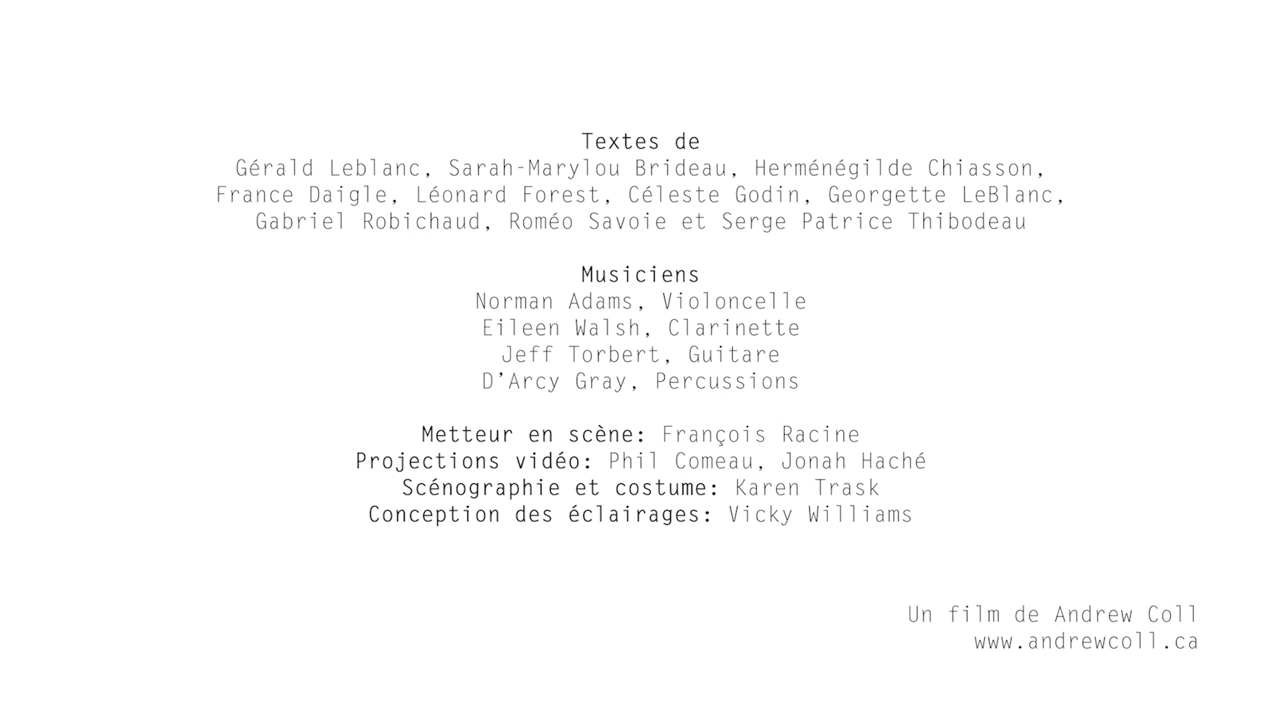 Textes de
Gérald Leblanc, Sarah-Marylou Brideau, Herménégilde Chiasson,
France Daigle, Léonard Forest, Céleste Godin, Georgette LeBlanc,
Gabriel Robichaud, Roméo Savoie et Serge Patrice Thibodeau
Musiciens
Norman Adams, Violoncelle
Eileen Walsh, Clarinette
Jeff Torbert, Guitare
D’Arcy Gray, Percussions
Metteur en scène: François Racine
Projections vidéo: Phil Comeau, Jonah Haché
Scénographie et costume: Karen Trask
Conception des éclairages: Vicky Williams
Un film de Andrew Coll
www.andrewcoll.ca